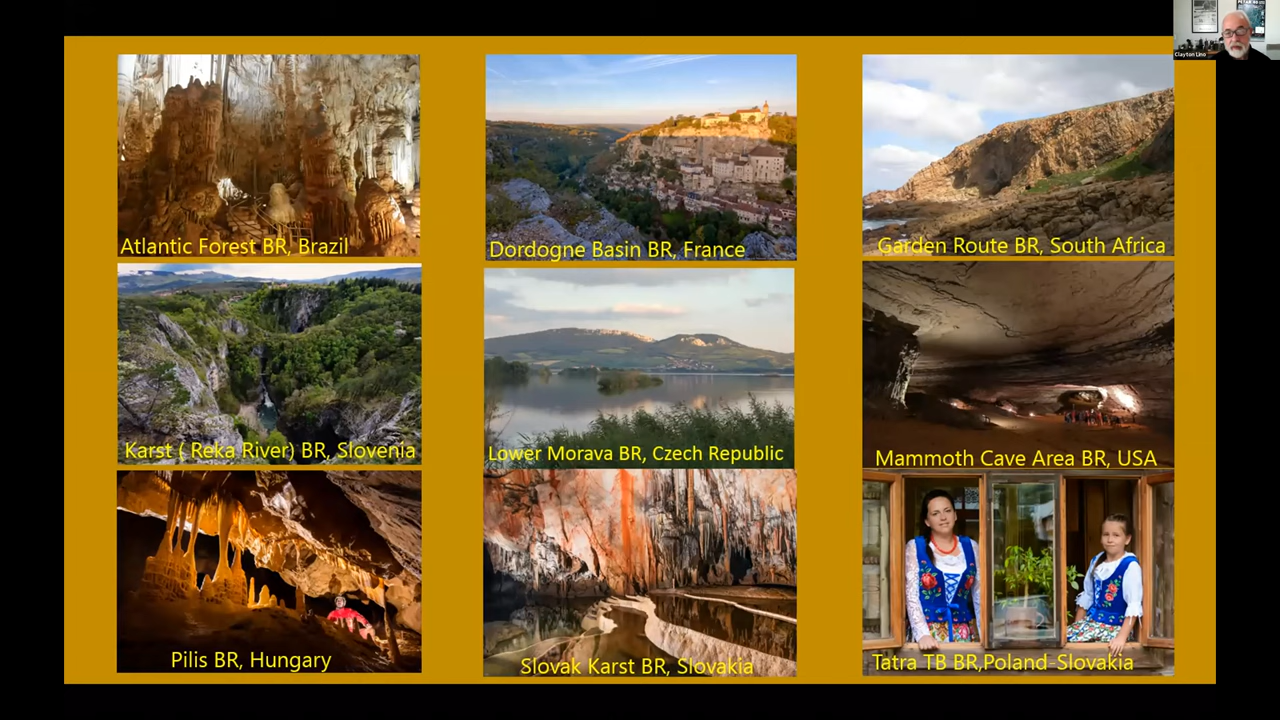 Clayton Lino
Atlantic Forest BR, Brazil
Dordogne Basin BR, France
Garden Route BR, South Africa
Karst ( Reka River) BR, Slovenia
Lower Morava BR, Czech Republic
Mammoth Cave Area BR, USA
Pilis BR, Hungary
Slovak Karst BR, Slovakia
Tatra TB BR,Poland-Slovakia